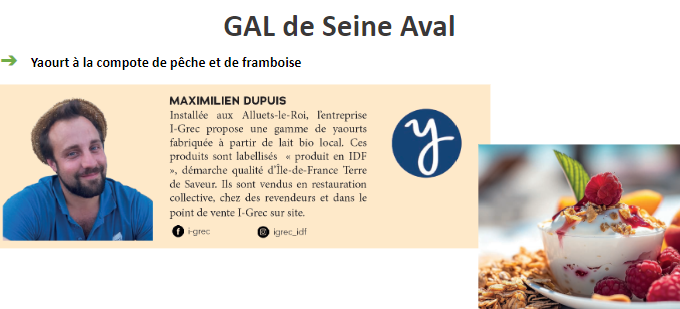 GAL de Seine Aval
Yaourt à la compote de pêche et de framboise
MAXIMILIEN DUPUIS
Installée aux Alluets-le-Roi, l'entreprise
I-Grec propose une gamme de yaourts
fabriquée à partir de lait bio local. Ces
produits sont labellisés « produit en IDF
», démarche qualité d'Île-de-France Terre
de Saveur. Ils sont vendus en restauration
collective, chez des revendeurs et dans le
point de vente I-Grec sur site.
i-grec
igrec_idf
y